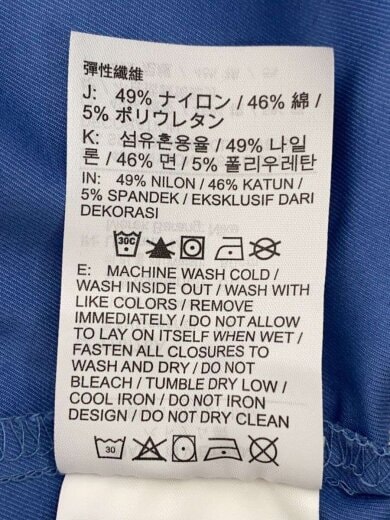 彈性纖維
J: 49% ナイロン / 46% 綿 /
5% ポリウレタン
K: 섬유혼용율 / 49% 나일
론 / 46% 면 / 5% 폴리우레탄
IN: 49% NILON / 46% KATUN /
5% SPANDEK / EKSKLUSIF DARI
DEKORASI
30C
E: MACHINE WASH COLD /
WASH INSIDE OUT / WASH WITH
LIKE COLORS / REMOVE
IMMEDIATELY / DO NOT ALLOW
TO LAY ON ITSELF WHEN WET /
FASTEN ALL CLOSURES TO
WASH AND DRY / DO NOT
BLEACH / TUMBLE DRY LOW /
COOL IRON / DO NOT IRON
DESIGN / DO NOT DRY CLEAN
30